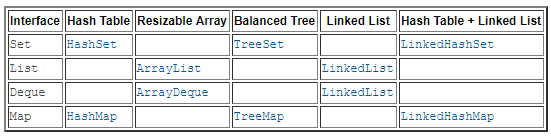 Interface Hash Table Resizable Array Balanced Tree Linked List Hash Table + Linked List
Set HashSet TreeSet LinkedHashSet
List ArrayList LinkedList
Deque ArrayDeque LinkedList
Map HashMap TreeMap LinkedHashMap